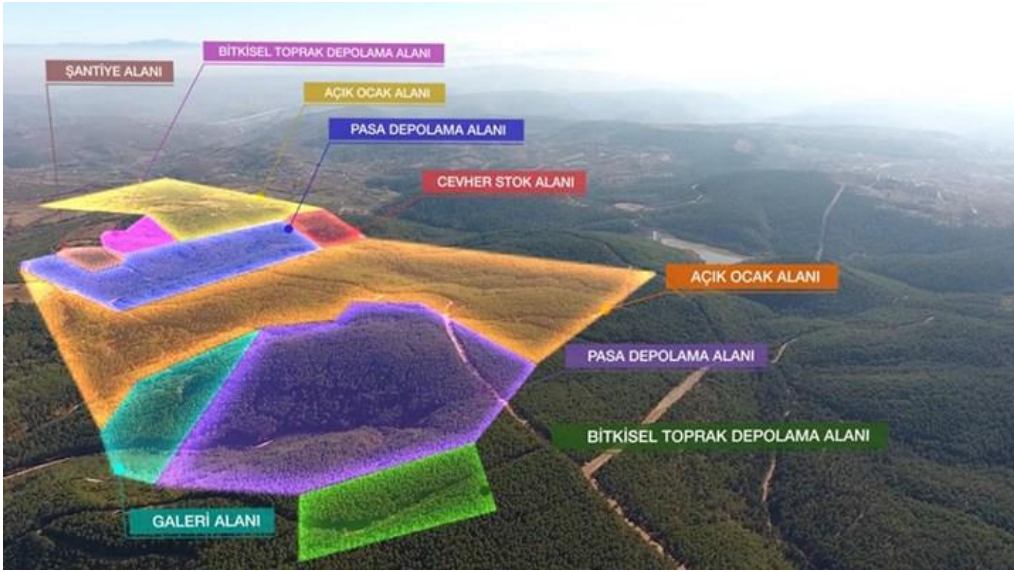 BİTKİSEL TOPRAK DEPOLAMA ALANI
ŞANTİYE ALANI
AÇIK OCAK ALANI
PASA DEPOLAMA ALANI
CEVHER STOK ALANI
AÇIK OCAK ALANI
PASA DEPOLAMA ALANI
BİTKİSEL TOPRAK DEPOLAMA ALANI
GALERİ ALANI